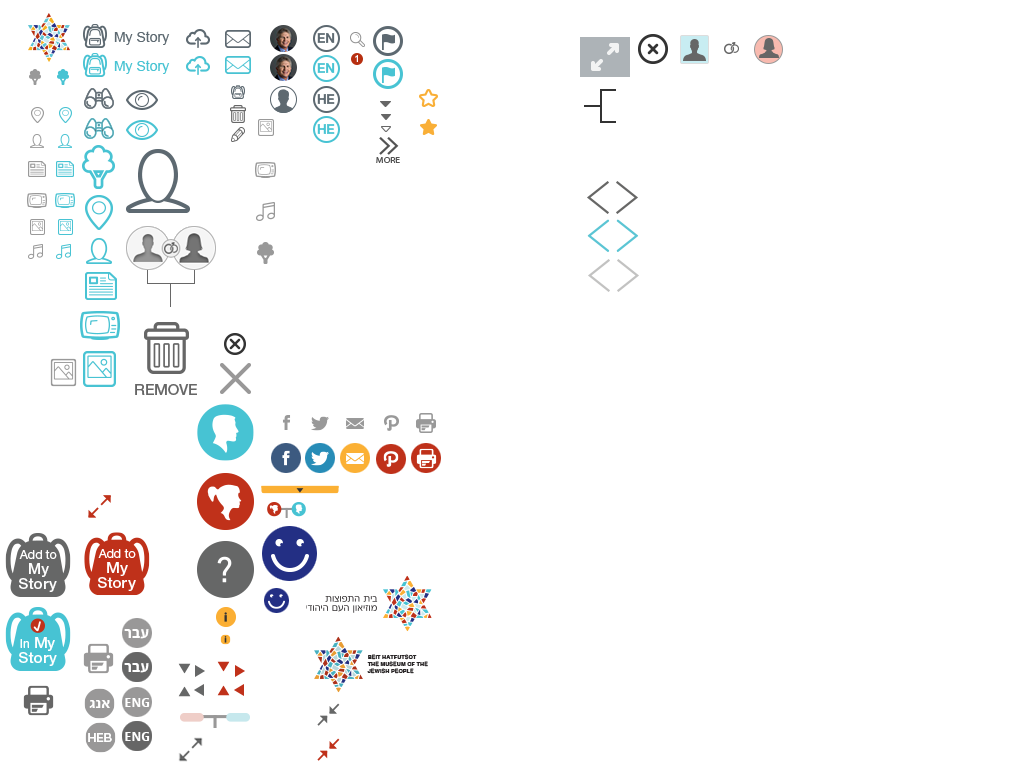 My Story
EN
1
My Story
EN
HE
HE
MORE
REMOVE
f
f
Add to
My
Story
Add to
My
Story
?
בית התפוצות
מוזיאון העם היהודי
i
i
In My
Story
עבר
עבר
BEIT HATFUTSOT
THE MUSEUM OF THE
JEWISH PEOPLE
אנג
ENG
HEB
ENG